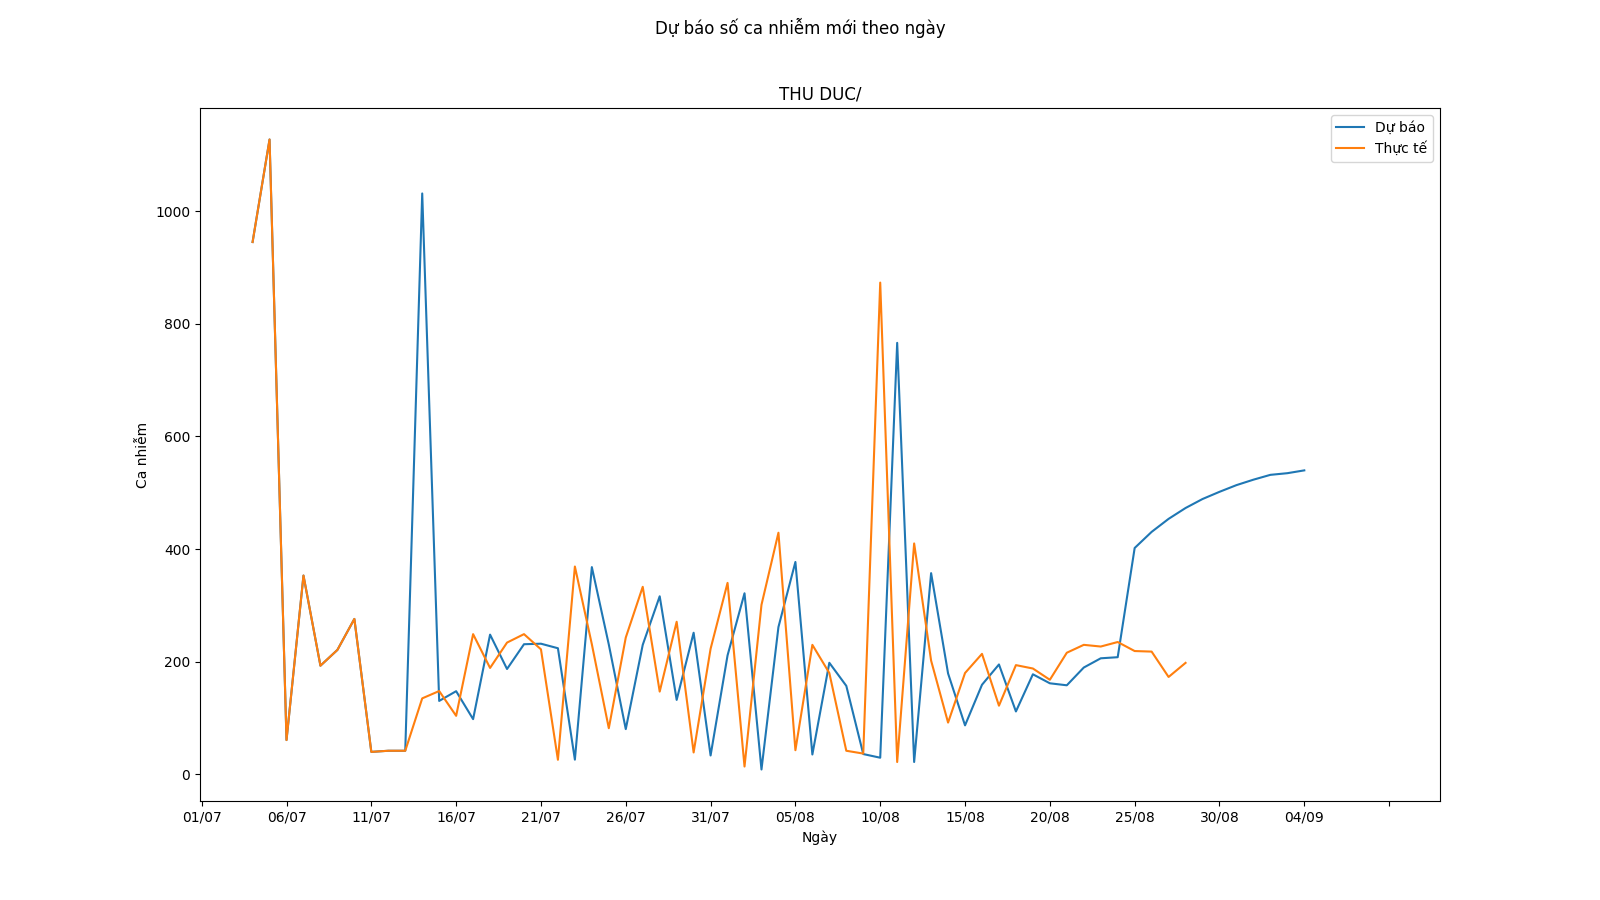 Dự báo số ca nhiễm mới theo ngày
THU DUC/
Dự báo
Thực tế
Ca nhiễm
1000
800
600
400
200
0
01/07 06/07 11/07 16/07 21/07 26/07 31/07 05/08 10/08 15/08 20/08 25/08 30/08 04/09
Ngày